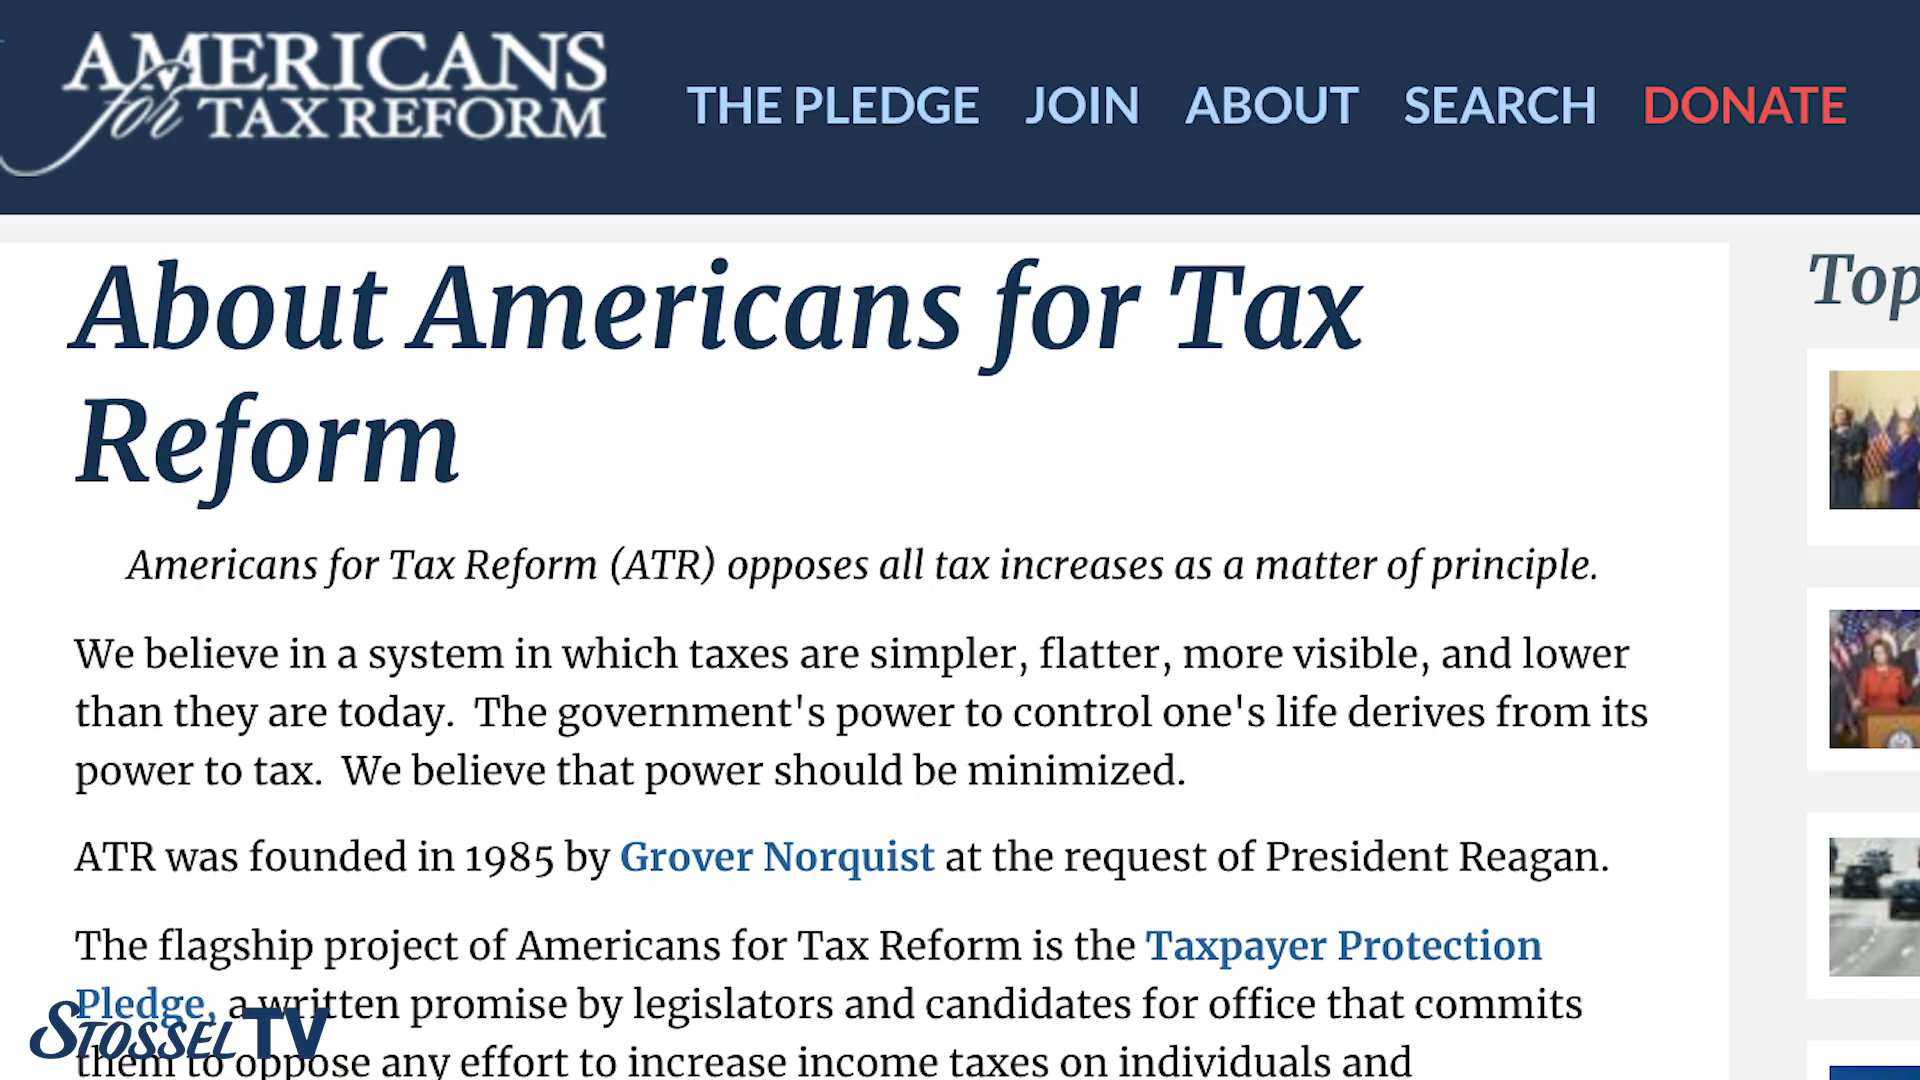 AMERICANS
for TAX REFORM
THE PLEDGE JOIN ABOUT SEARCH DONATE
About Americans for Tax
Reform
Top
Americans for Tax Reform (ATR) opposes all tax increases as a matter of principle.
We believe in a system in which taxes are simpler, flatter, more visible, and lower
than they are today. The government's power to control one's life derives from its
power to tax. We believe that power should be minimized.
ATR was founded in 1985 by Grover Norquist at the request of President Reagan.
The flagship project of Americans for Tax Reform is the Taxpayer Protection
Pledge, a written promise by legislators and candidates for office that commits
them to oppose any effort to increase income taxes on individuals and
STOSSEL TV